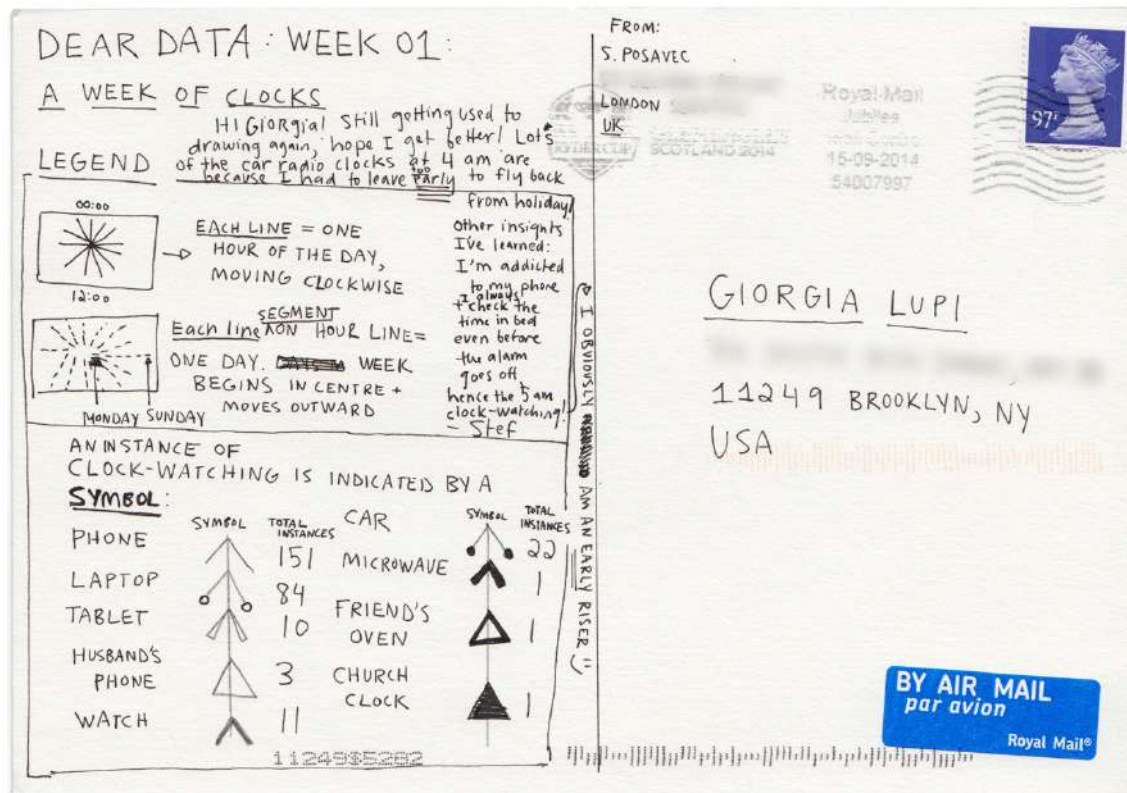 DEAR DATA: WEEK 01:
A WEEK OF CLOCKS
HI GIORGIA! Still getting used to
drawing again, hope I get better! Lots
of the car radio clocks at 4 am are
because I had to leave too early to fly back
from holiday!
Other insights
I've learned:
I'm addicted
to my phone
+ I always check the
time in bed
even before
the alarm
goes off,
hence the 5 am
clock-watching!
- Stef
LEGEND
00:00
12:00
EACH LINE = ONE
HOUR OF THE DAY,
MOVING CLOCKWISE
Each line SEGMENT ON HOUR LINE =
ONE DAY. WEEK
BEGINS IN CENTRE +
MOVES OUTWARD
MONDAY SUNDAY
I OBVIOUSLY AM AN EARLY RISER
AN INSTANCE OF
CLOCK-WATCHING IS INDICATED BY A
SYMBOL:
SYMBOL TOTAL INSTANCES
PHONE 151
LAPTOP 84
TABLET 10
HUSBAND'S
PHONE 3
WATCH 11
SYMBOL TOTAL INSTANCES
CAR 22
MICROWAVE 1
FRIEND'S
OVEN 1
CHURCH
CLOCK 1
11249$5282
FROM:
S. POSAVEC
LONDON
UK
RYDER CUP
SCOTLAND 2014
Royal Mail
Jubilee
Mail Centre
15-09-2014
54007997
97P
GIORGIA LUPI
11249 BROOKLYN, NY
USA
BY AIR MAIL
par avion
Royal Mail®